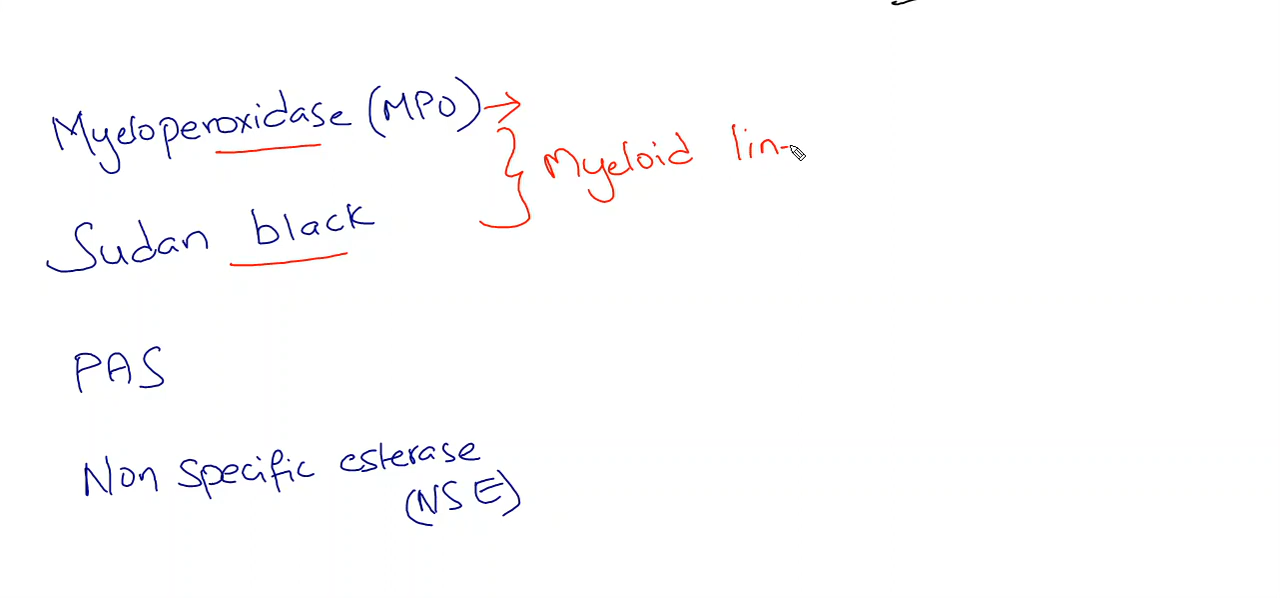 Myeloperoxidase (MPO) →
Myeloid lin
Sudan black
PAS
Non specific esterase
(NSE)